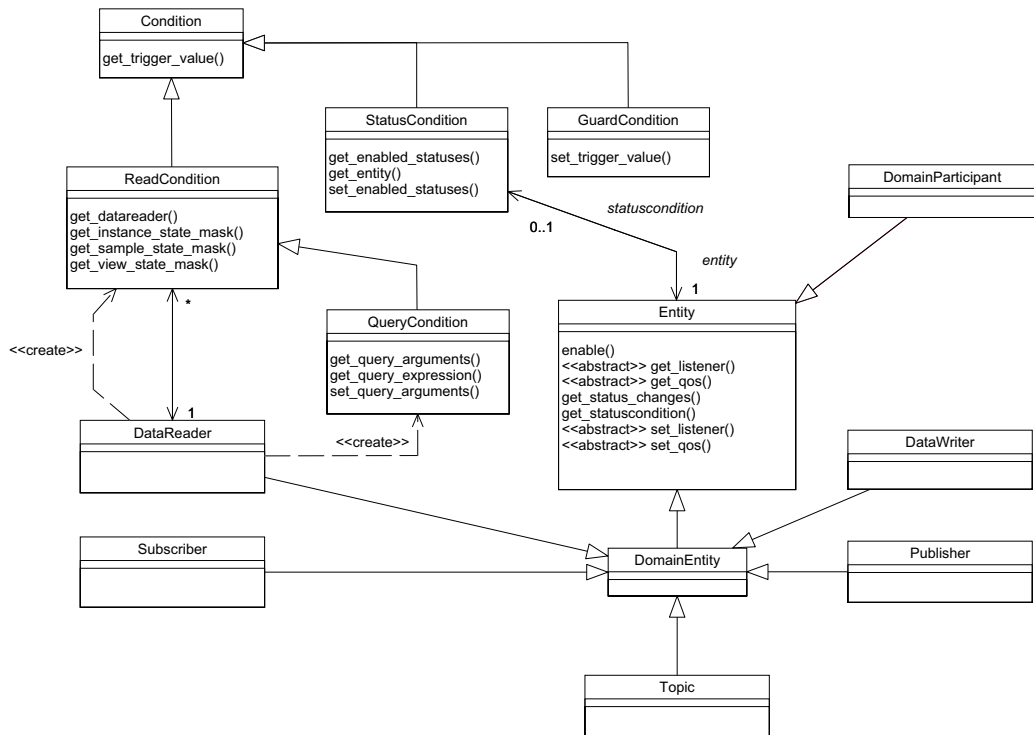 Condition
get_trigger_value()
StatusCondition
get_enabled_statuses()
get_entity()
set_enabled_statuses()
GuardCondition
set_trigger_value()
ReadCondition
get_datareader()
get_instance_state_mask()
get_sample_state_mask()
get_view_state_mask()
DomainParticipant
statuscondition
0..1
entity
1
*
<<create>>
QueryCondition
get_query_arguments()
get_query_expression()
set_query_arguments()
Entity
enable()
<<abstract>> get_listener()
<<abstract>> get_qos()
get_status_changes()
get_statuscondition()
<<abstract>> set_listener()
<<abstract>> set_qos()
1
DataReader
<<create>>
DataWriter
Subscriber
DomainEntity
Publisher
Topic